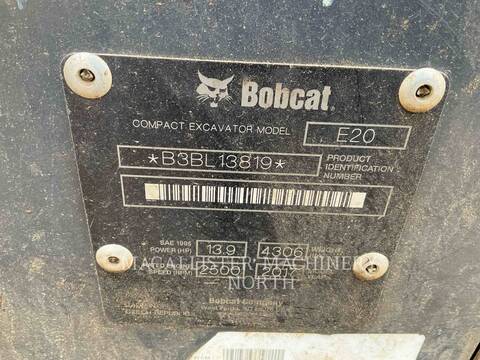 Bobcat
COMPACT EXCAVATOR MODEL E20
*B3BL13819* PRODUCT
IDENTIFICATION
NUMBER
SAE 1995
POWER (HP) 13.9 4306 WEIGHT
MACALLISTER MACHINERY
SPEED (RPM) 2500 2017
NORTH
Bobcat Company